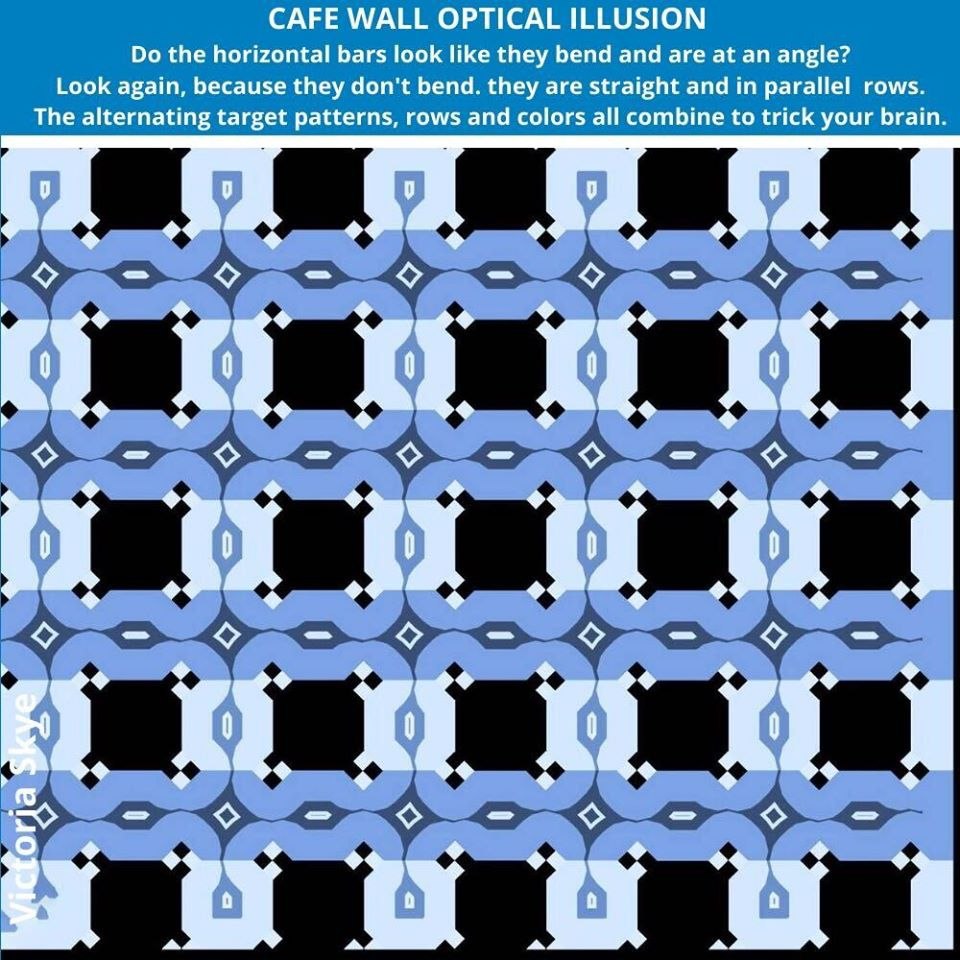 CAFE WALL OPTICAL ILLUSION
Do the horizontal bars look like they bend and are at an angle?
Look again, because they don't bend. they are straight and in parallel  rows.
The alternating target patterns, rows and colors all combine to trick your brain.
Victoria Skye